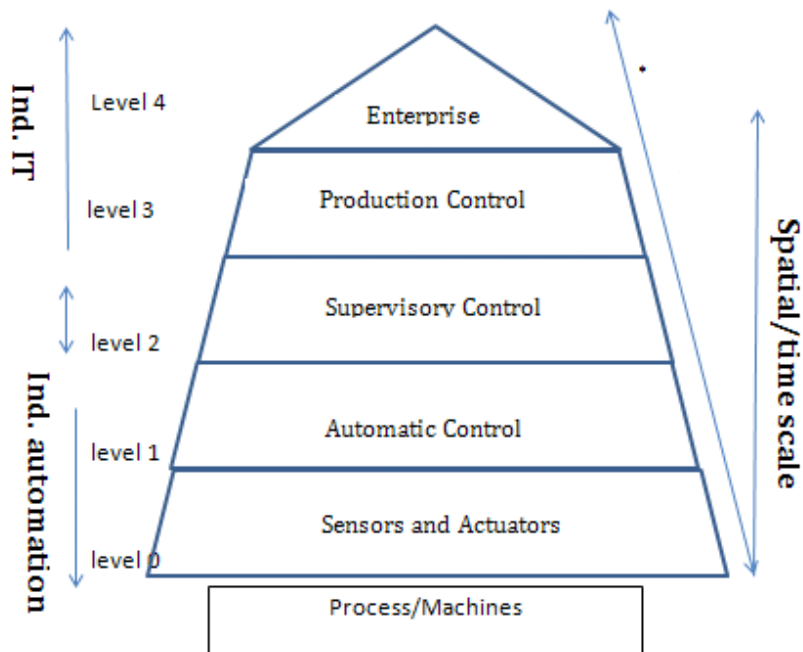 Level 4
Enterprise
Ind. IT
level 3
Production Control
Supervisory Control
level 2
Spatial/time scale
Ind. automation
Automatic Control
level 1
Sensors and Actuators
level 0
Process/Machines